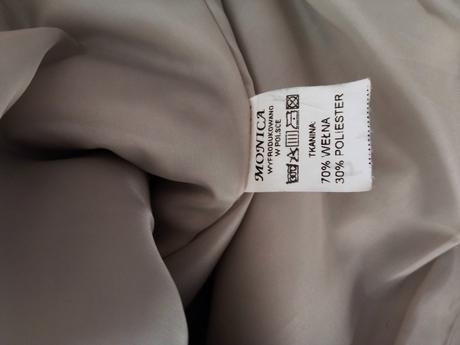 MONICA
WYPRODUKOWANO
W POLSCE
TKANINA:
70% WEŁNA
30% POLIESTER